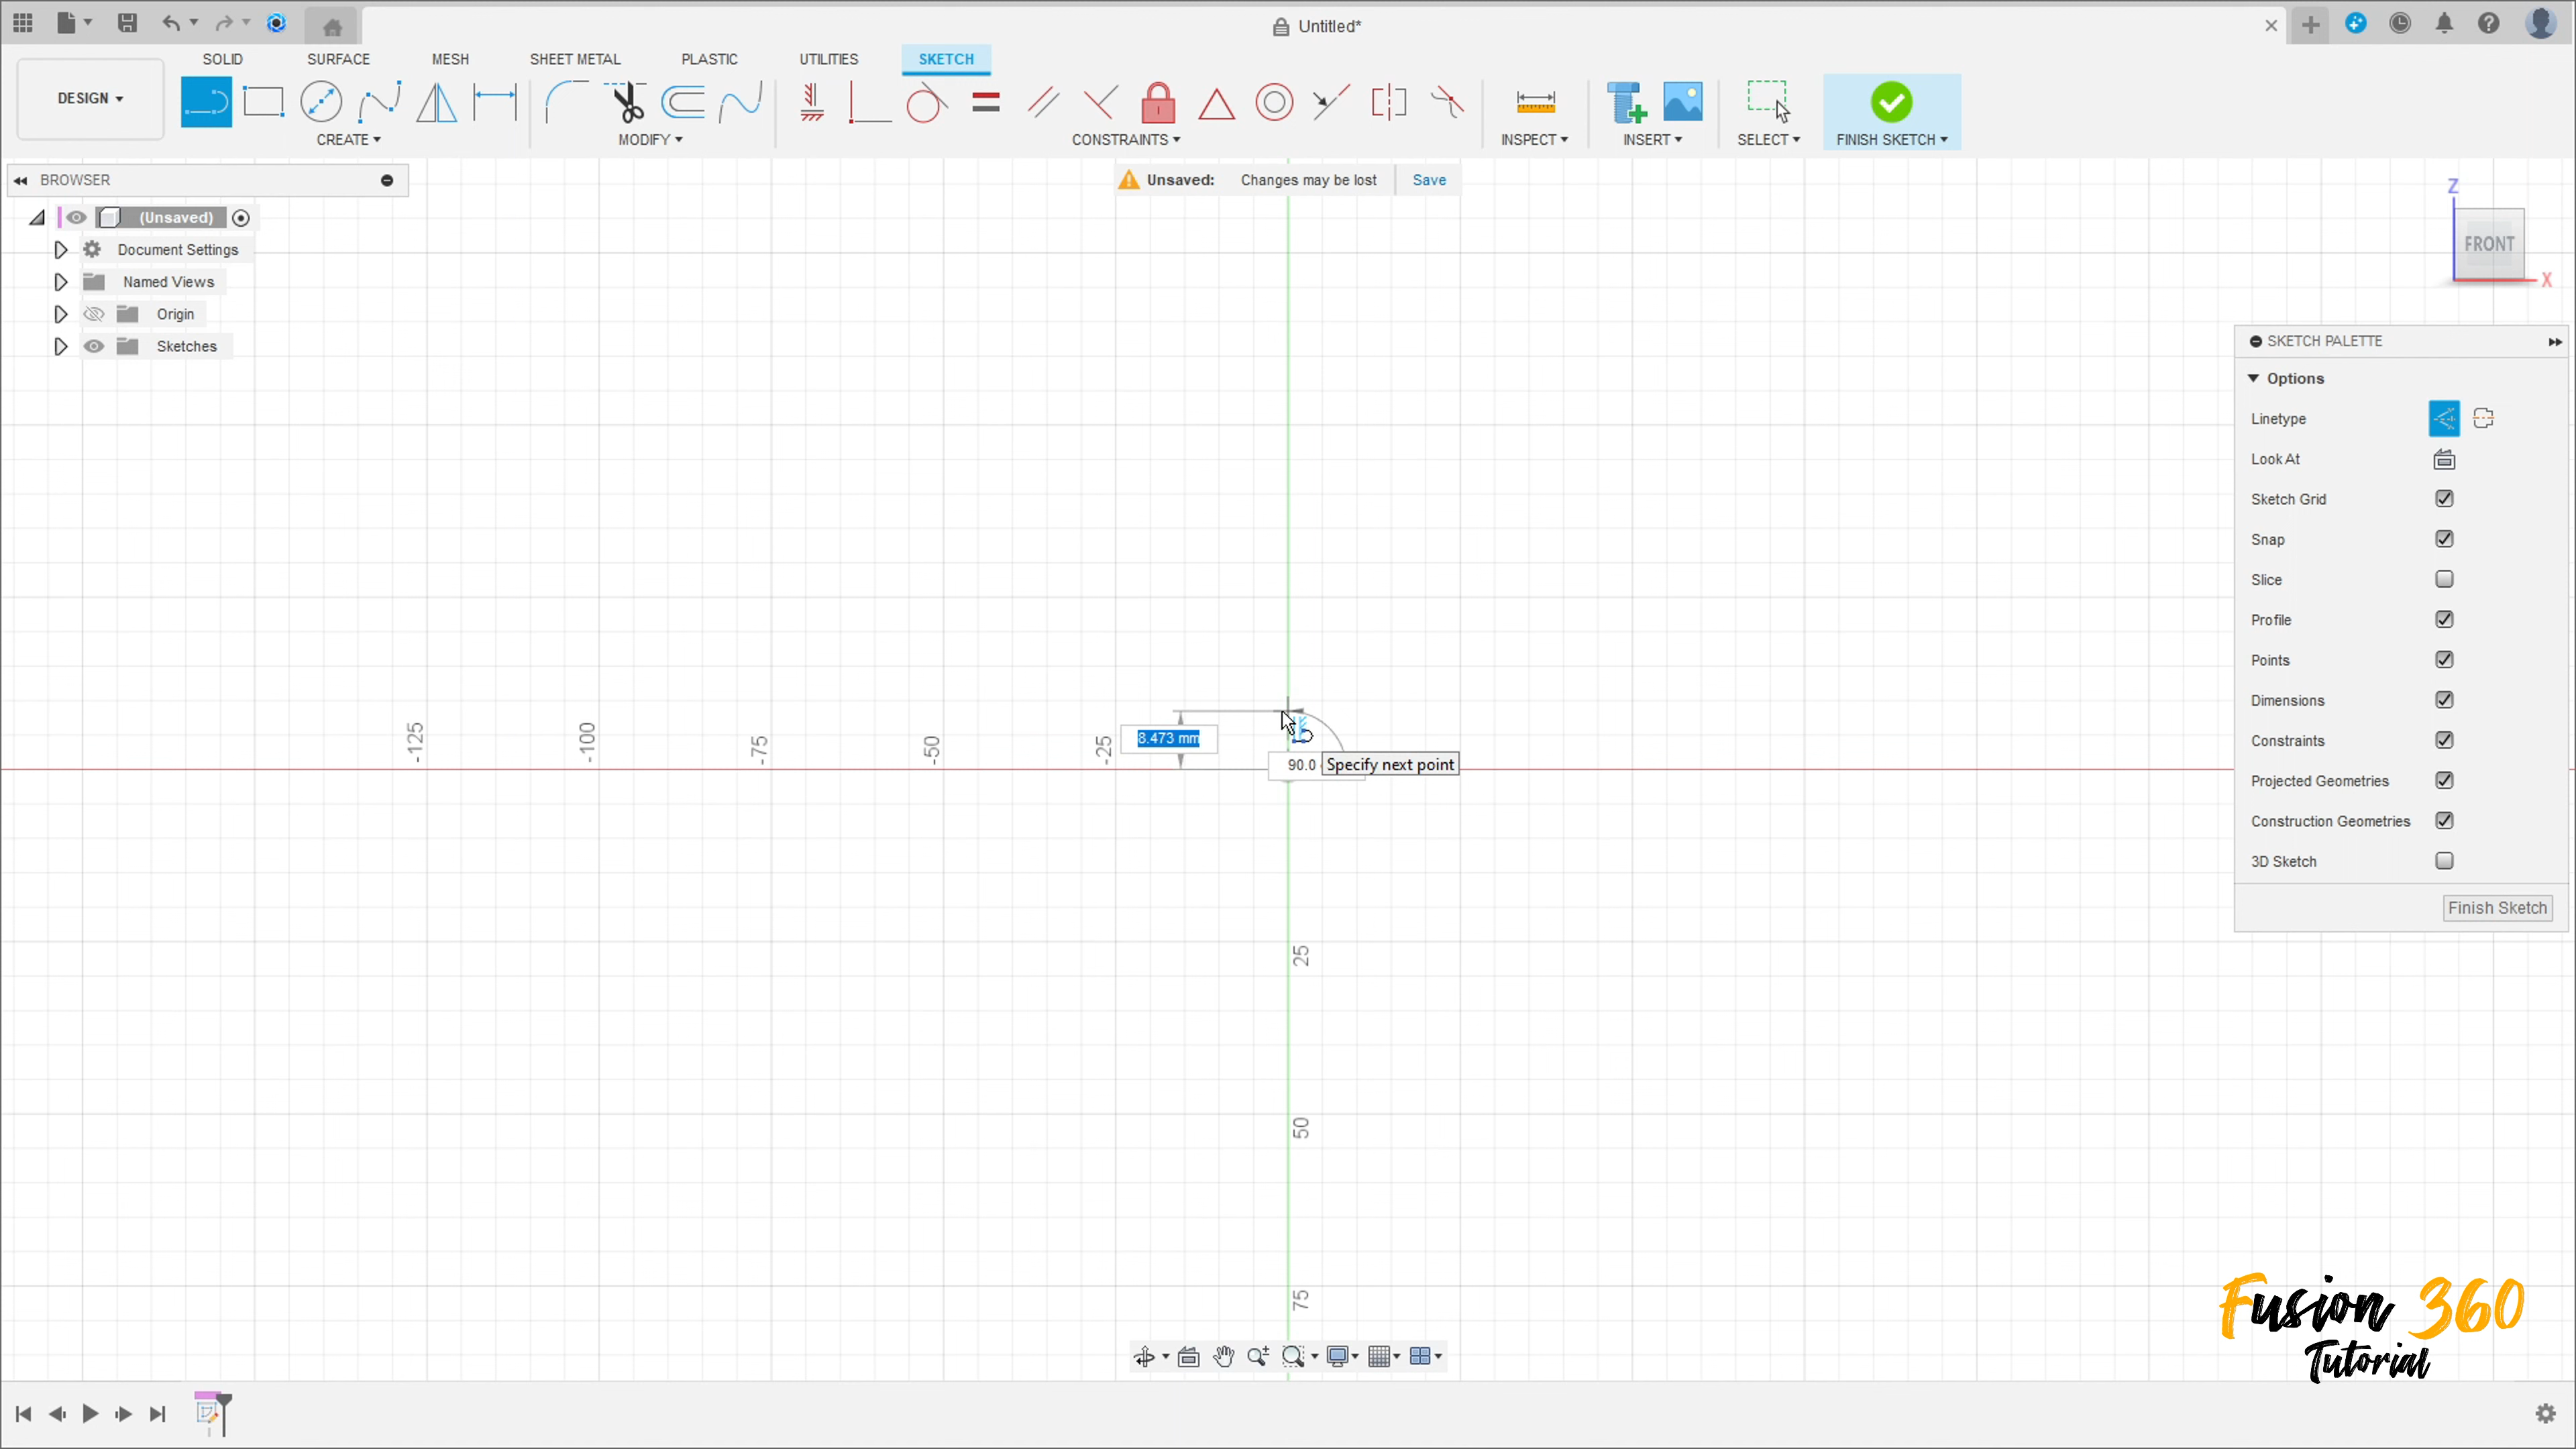 Untitled*
SOLID
SURFACE
MESH
SHEET METAL
PLASTIC
UTILITIES
SKETCH
DESIGN
CREATE
MODIFY
CONSTRAINTS
INSPECT
INSERT
SELECT
FINISH SKETCH
BROWSER
Unsaved: Changes may be lost Save
(Unsaved)
Document Settings
Named Views
Origin
Sketches
Z
FRONT
X
SKETCH PALETTE
Options
Linetype
Look At
Sketch Grid
Snap
Slice
Profile
Points
Dimensions
Constraints
Projected Geometries
Construction Geometries
3D Sketch
Finish Sketch
-125
-100
-75
-50
-25
8.473 mm
90.0
Specify next point
25
50
75
Fusion 360
Tutorial